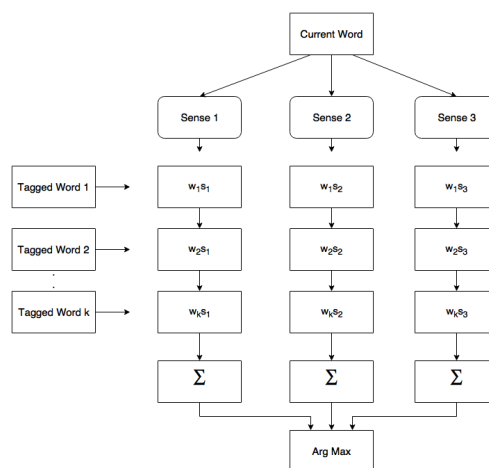 Current Word
Sense 1 Sense 2 Sense 3
Tagged Word 1 w₁s₁ w₁s₂ w₁s₃
Tagged Word 2 w₂s₁ w₂s₂ w₂s₃
.
.
Tagged Word k wₖs₁ wₖs₂ wₖs₃
Σ Σ Σ
Arg Max